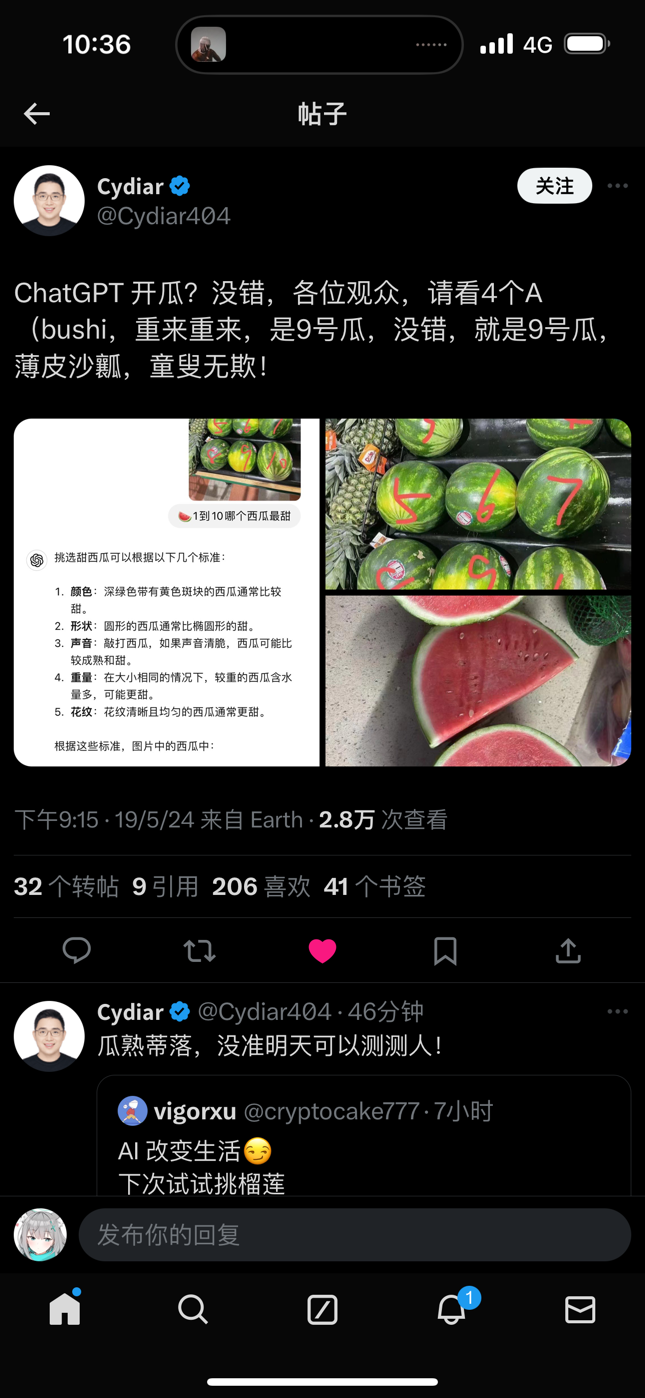 10:36
4G
帖子
Cydiar
@Cydiar404
关注
ChatGPT 开瓜？没错，各位观众，请看4个A
（bushi，重来重来，是9号瓜，没错，就是9号瓜，
薄皮沙瓤，童叟无欺！
🍉1到10哪个西瓜最甜
挑选甜西瓜可以根据以下几个标准：
1. 颜色：深绿色带有黄色斑块的西瓜通常比较
甜。
2. 形状：圆形的西瓜通常比椭圆形的甜。
3. 声音：敲打西瓜，如果声音清脆，西瓜可能比
较成熟和甜。
4. 重量：在大小相同的情况下，较重的西瓜含水
量多，可能更甜。
5. 花纹：花纹清晰且均匀的西瓜通常更甜。
根据这些标准，图片中的西瓜中：
5 6 7
9
下午9:15 · 19/5/24 来自 Earth · 2.8万 次查看
32 个转帖 9 引用 206 喜欢 41 个书签
Cydiar @Cydiar404 · 46分钟
瓜熟蒂落，没准明天可以测测人！
vigorxu @cryptocake777 · 7小时
AI 改变生活😏
下次试试挑榴莲
发布你的回复
1